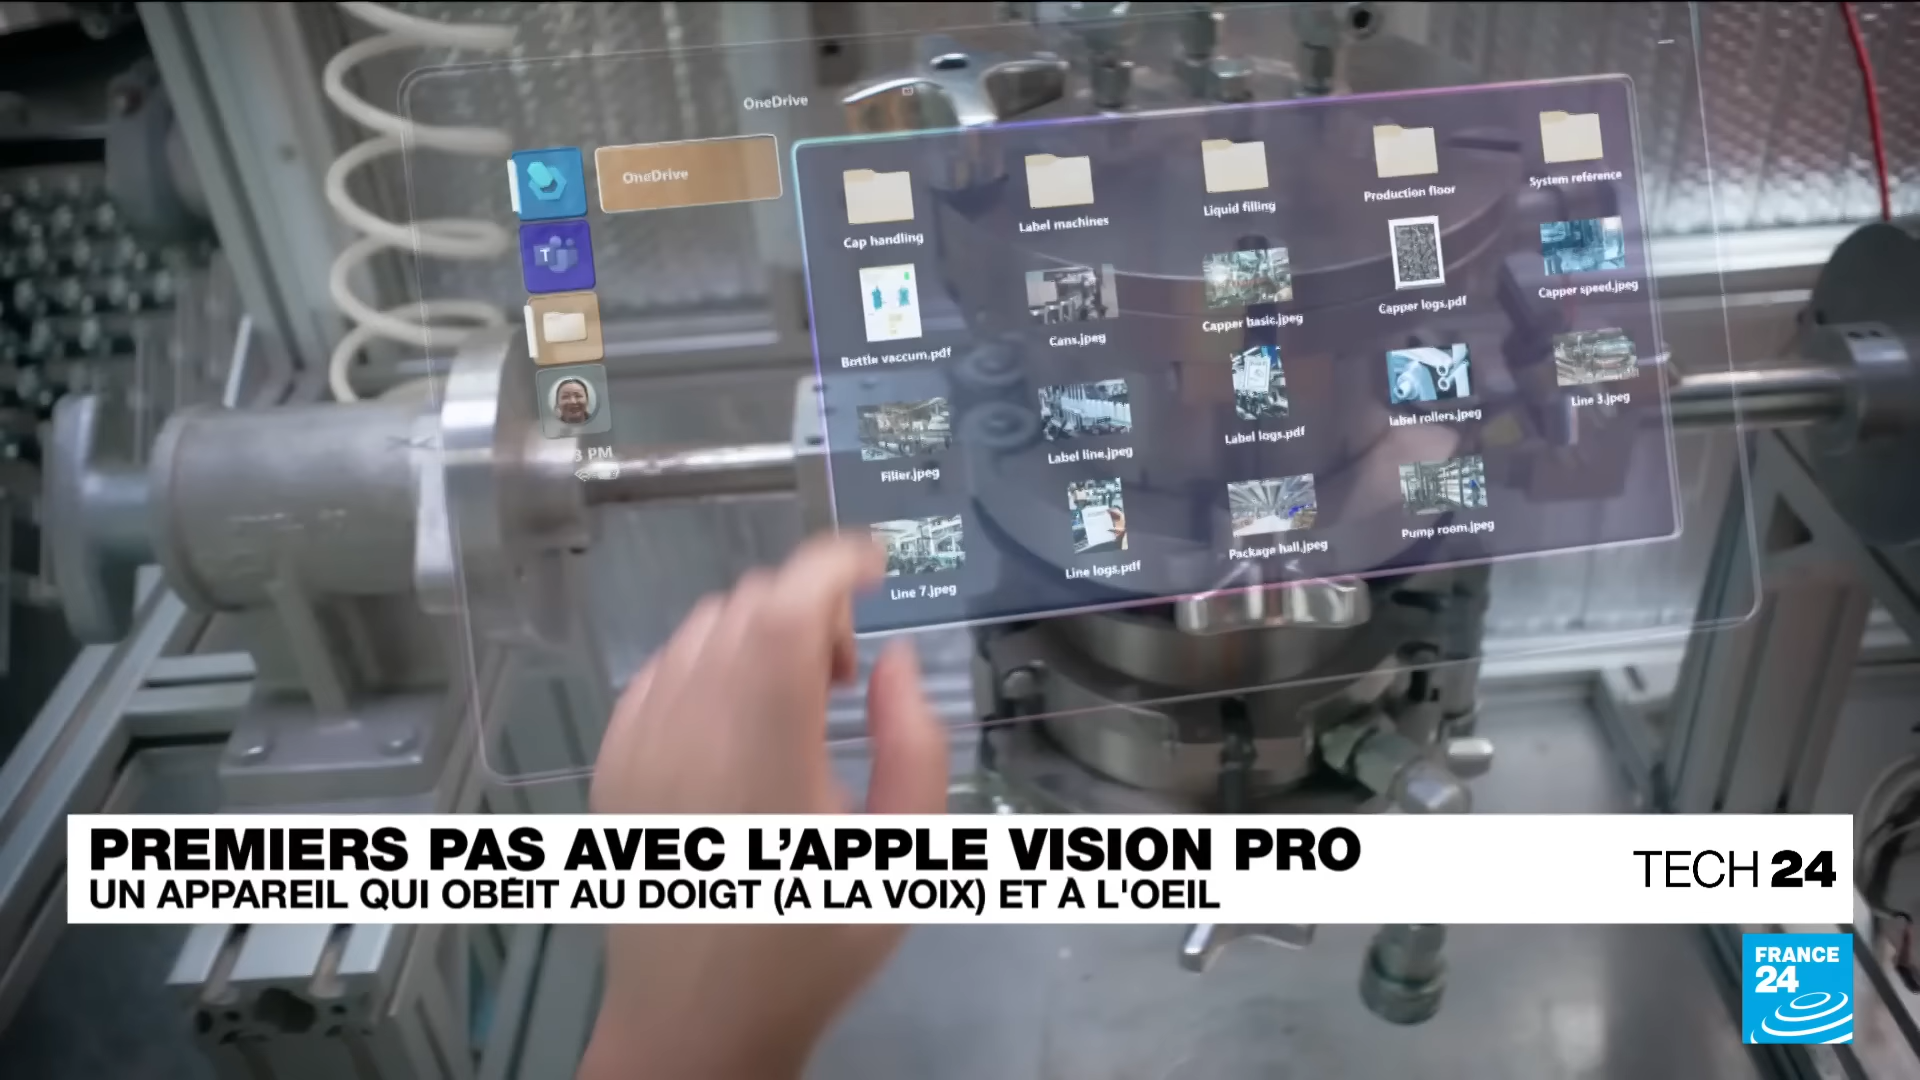 OneDrive
OneDrive
T
Cap handling
Label machines
Liquid filling
Production floor
System reference
Bottle vaccum.pdf
Cans.jpeg
Capper basic.jpeg
Capper logs.pdf
Capper speed.jpeg
Filler.jpeg
Label line.jpeg
Label logs.pdf
label rollers.jpeg
Line 3.jpeg
Line 7.jpeg
Line logs.pdf
Package hall.jpeg
Pump room.jpeg
3 PM
PREMIERS PAS AVEC L’APPLE VISION PRO
UN APPAREIL QUI OBÉIT AU DOIGT (À LA VOIX) ET À L'OEIL
TECH 24
FRANCE
24